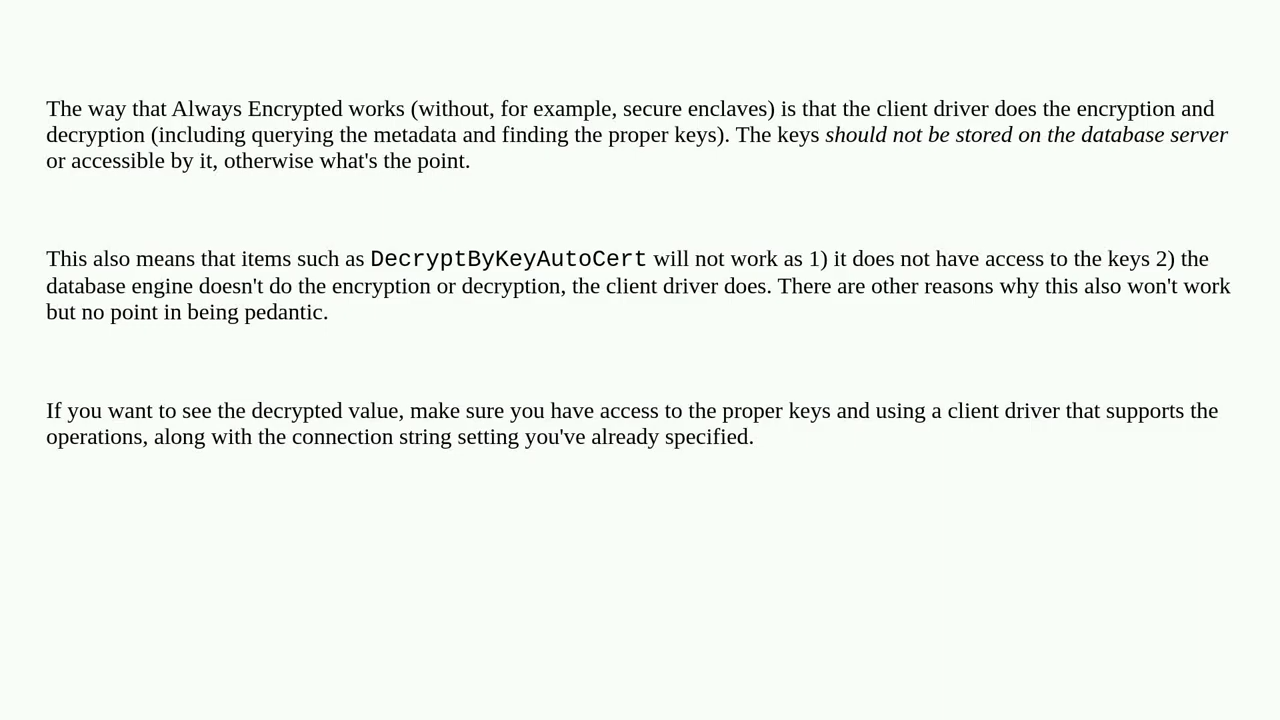 The way that Always Encrypted works (without, for example, secure enclaves) is that the client driver does the encryption and
decryption (including querying the metadata and finding the proper keys). The keys should not be stored on the database server
or accessible by it, otherwise what's the point.
This also means that items such as DecryptByKeyAutoCert will not work as 1) it does not have access to the keys 2) the
database engine doesn't do the encryption or decryption, the client driver does. There are other reasons why this also won't work
but no point in being pedantic.
If you want to see the decrypted value, make sure you have access to the proper keys and using a client driver that supports the
operations, along with the connection string setting you've already specified.